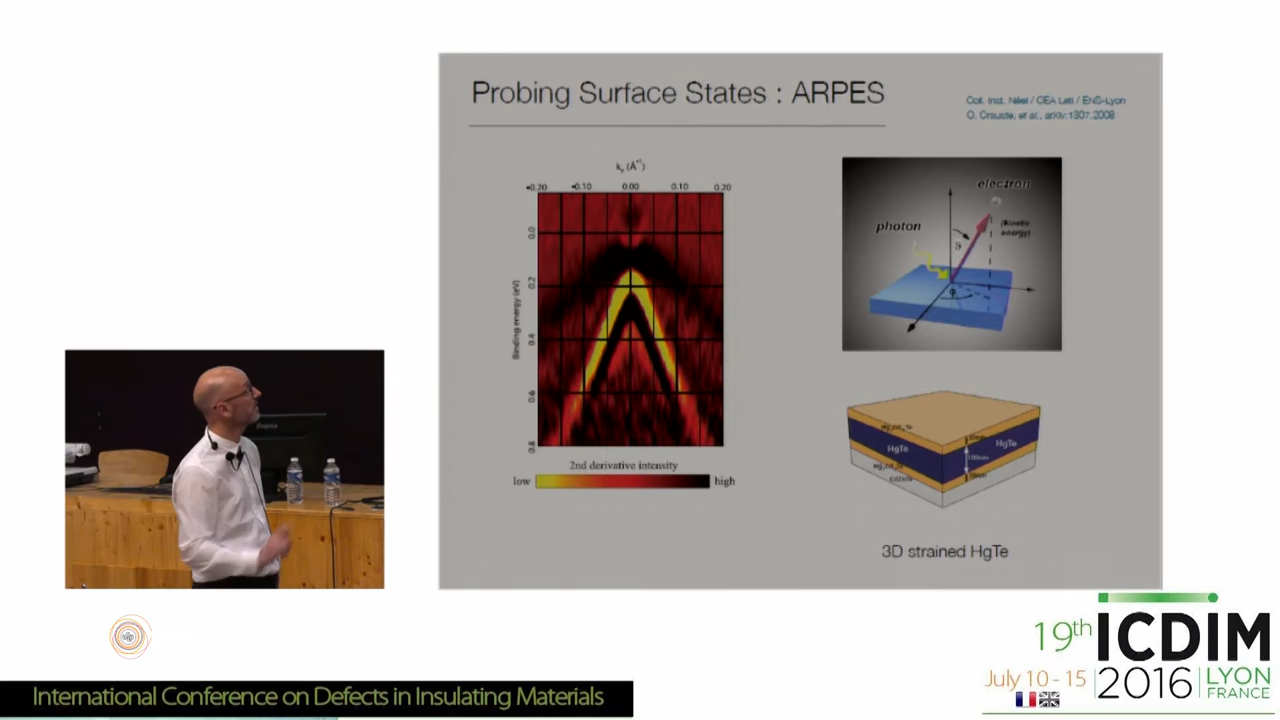 Probing Surface States : ARPES
Coll. Inst. Néel / CEA Leti / ENS-Lyon
O. Crauste, et al., arXiv:1307.2008
-0.20 -0.10 0.00 0.10 0.20
0.0
0.2
0.4
0.6
0.8
Binding energy (eV)
2nd derivative intensity
low
high
electron
photon
(Kinetic
energy)
HgTe
HgTe
100nm
3D strained HgTe
19th ICDIM
July 10 - 15
2016
LYON
FRANCE
International Conference on Defects in Insulating Materials